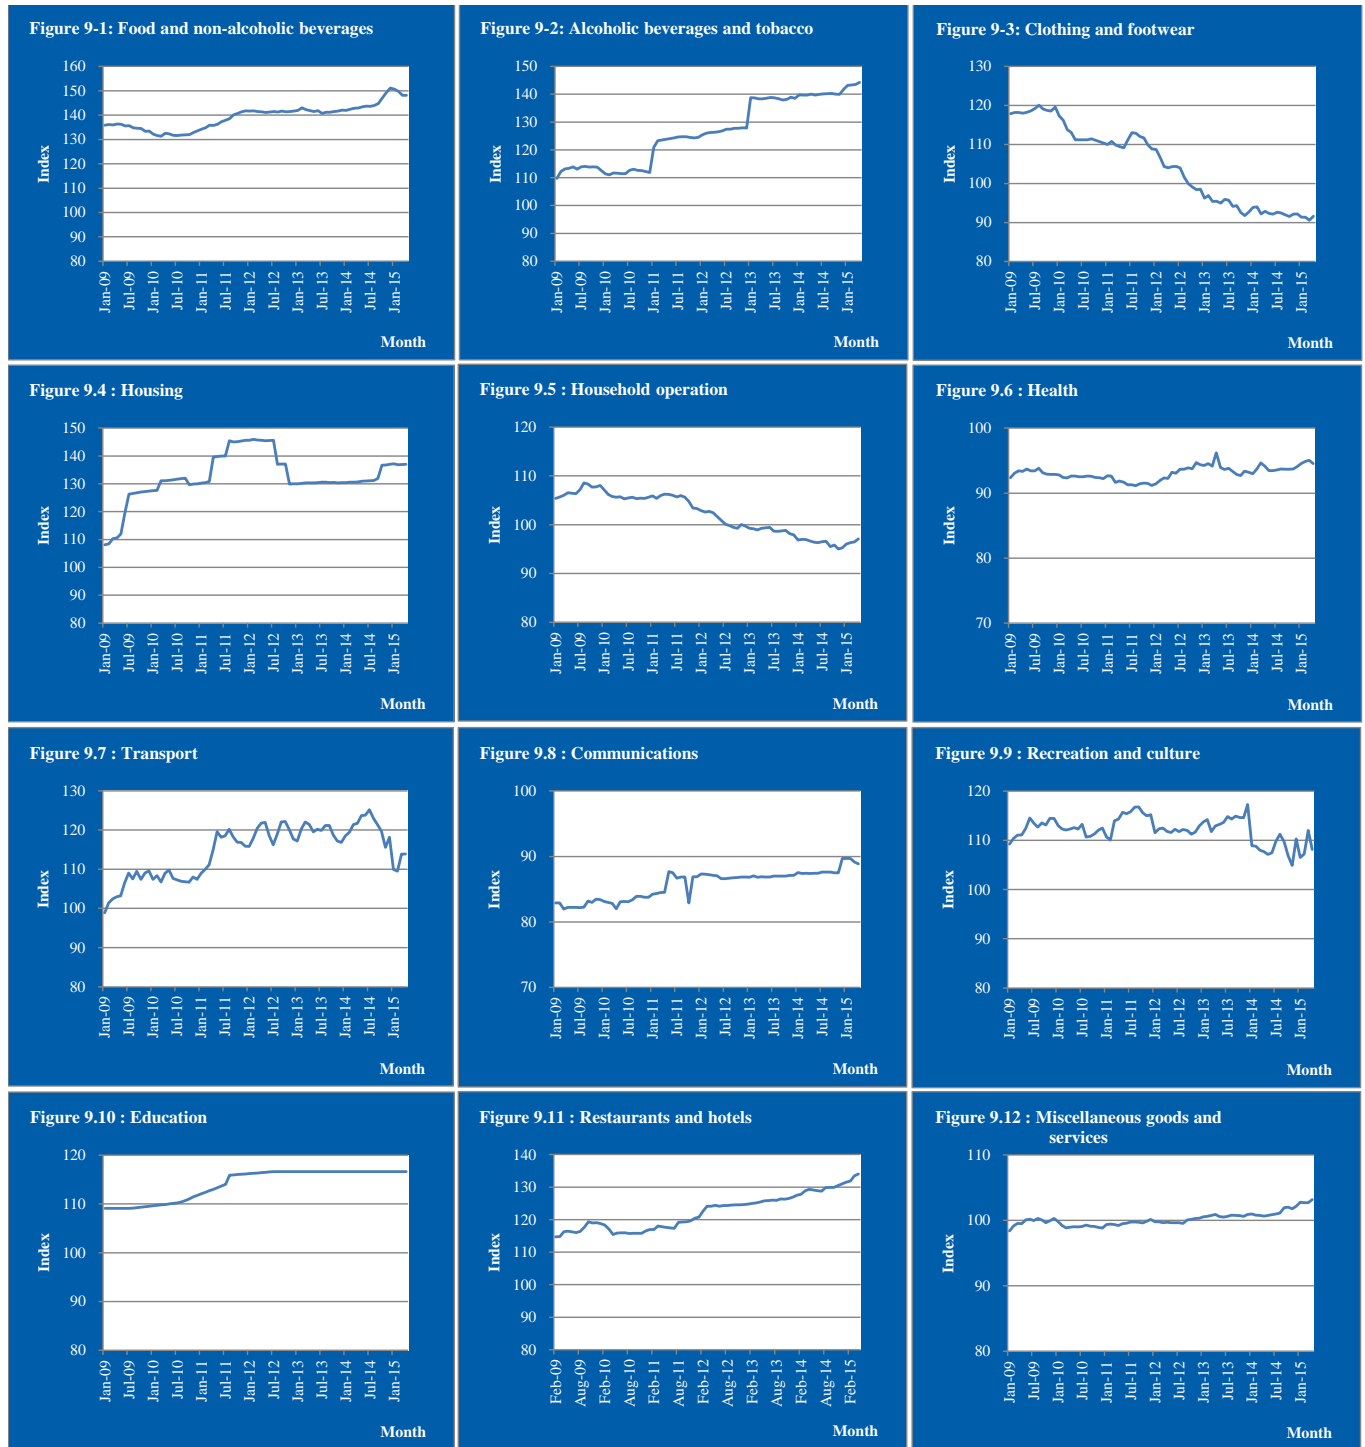 Figure 9-1: Food and non-alcoholic beverages
160
150
140
130
120
110
100
90
80
Index
Jan-09
Jul-09
Jan-10
Jul-10
Jan-11
Jul-11
Jan-12
Jul-12
Jan-13
Jul-13
Jan-14
Jul-14
Jan-15
Month
Figure 9-2: Alcoholic beverages and tobacco
150
140
130
120
110
100
90
80
Index
Jan-09
Jul-09
Jan-10
Jul-10
Jan-11
Jul-11
Jan-12
Jul-12
Jan-13
Jul-13
Jan-14
Jul-14
Jan-15
Month
Figure 9-3: Clothing and footwear
130
120
110
100
90
80
Index
Jan-09
Jul-09
Jan-10
Jul-10
Jan-11
Jul-11
Jan-12
Jul-12
Jan-13
Jul-13
Jan-14
Jul-14
Jan-15
Month
Figure 9.4 : Housing
150
140
130
120
110
100
90
80
Index
Jan-09
Jul-09
Jan-10
Jul-10
Jan-11
Jul-11
Jan-12
Jul-12
Jan-13
Jul-13
Jan-14
Jul-14
Jan-15
Month
Figure 9.5 : Household operation
120
110
100
90
80
Index
Jan-09
Jul-09
Jan-10
Jul-10
Jan-11
Jul-11
Jan-12
Jul-12
Jan-13
Jul-13
Jan-14
Jul-14
Jan-15
Month
Figure 9.6 : Health
100
90
80
70
Index
Jan-09
Jul-09
Jan-10
Jul-10
Jan-11
Jul-11
Jan-12
Jul-12
Jan-13
Jul-13
Jan-14
Jul-14
Jan-15
Month
Figure 9.7 : Transport
130
120
110
100
90
80
Index
Jan-09
Jul-09
Jan-10
Jul-10
Jan-11
Jul-11
Jan-12
Jul-12
Jan-13
Jul-13
Jan-14
Jul-14
Jan-15
Month
Figure 9.8 : Communications
100
90
80
70
Index
Jan-09
Jul-09
Jan-10
Jul-10
Jan-11
Jul-11
Jan-12
Jul-12
Jan-13
Jul-13
Jan-14
Jul-14
Jan-15
Month
Figure 9.9 : Recreation and culture
120
110
100
90
80
Index
Jan-09
Jul-09
Jan-10
Jul-10
Jan-11
Jul-11
Jan-12
Jul-12
Jan-13
Jul-13
Jan-14
Jul-14
Jan-15
Month
Figure 9.10 : Education
120
110
100
90
80
Index
Jan-09
Jul-09
Jan-10
Jul-10
Jan-11
Jul-11
Jan-12
Jul-12
Jan-13
Jul-13
Jan-14
Jul-14
Jan-15
Month
Figure 9.11 : Restaurants and hotels
140
130
120
110
100
90
80
Index
Feb-09
Aug-09
Feb-10
Aug-10
Feb-11
Aug-11
Feb-12
Aug-12
Feb-13
Aug-13
Feb-14
Aug-14
Feb-15
Month
Figure 9.12 : Miscellaneous goods and
services
110
100
90
80
Index
Jan-09
Jul-09
Jan-10
Jul-10
Jan-11
Jul-11
Jan-12
Jul-12
Jan-13
Jul-13
Jan-14
Jul-14
Jan-15
Month